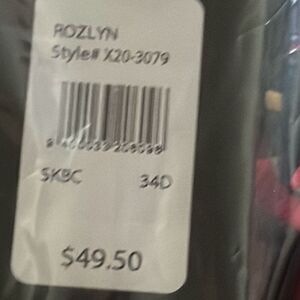 ROZLYN
Style# X20-3079
SKBC 34D
$49.50